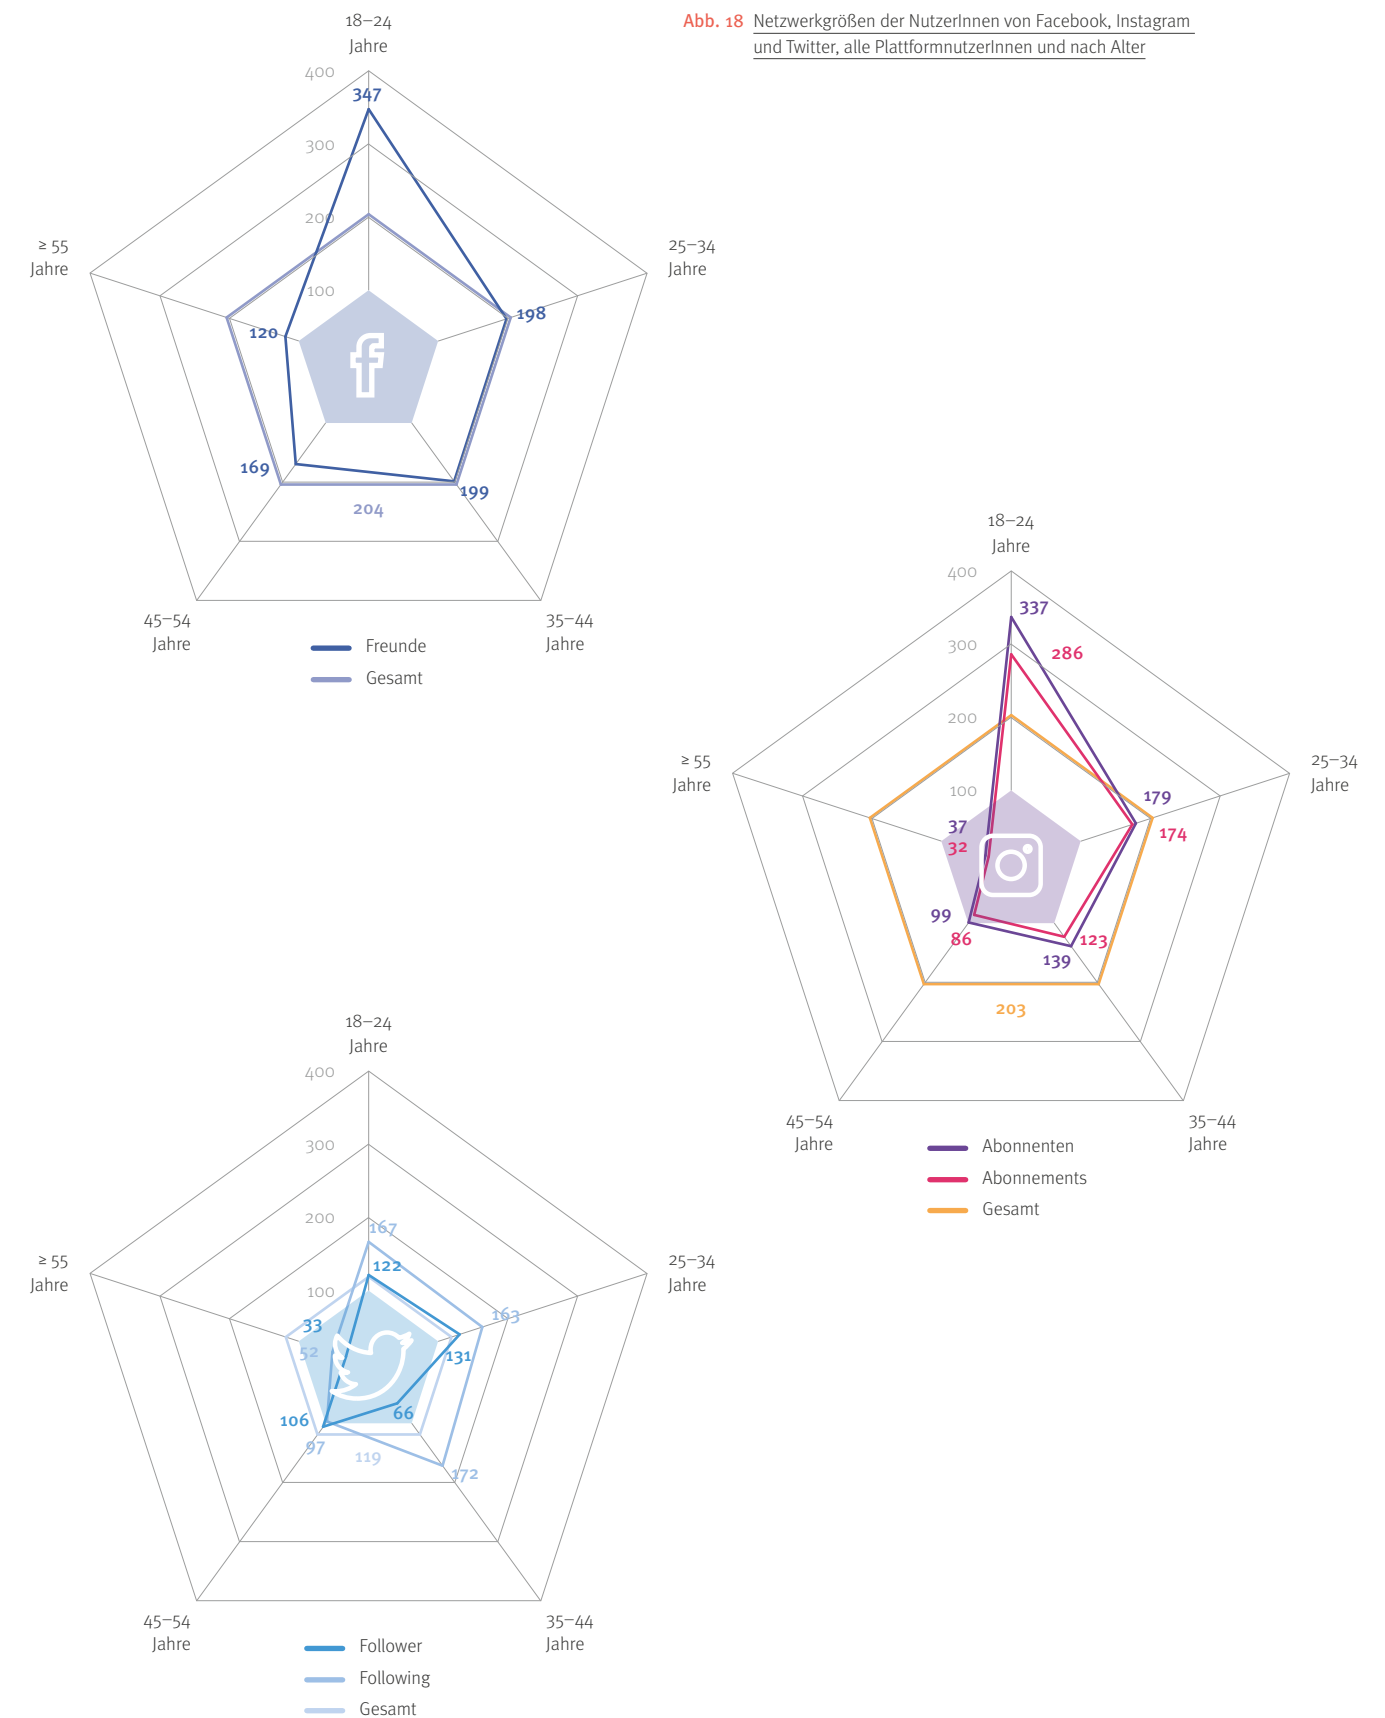 Abb. 18 Netzwerkgrößen der NutzerInnen von Facebook, Instagram
und Twitter, alle PlattformnutzerInnen und nach Alter
18–24
Jahre
400
347
300
200
100
≥ 55
Jahre
25–34
Jahre
198
120
169
199
204
45–54
Jahre
35–44
Jahre
Freunde
Gesamt
18–24
Jahre
400
337
300
286
200
100
≥ 55
Jahre
25–34
Jahre
179
174
37
32
99
86
123
139
203
45–54
Jahre
35–44
Jahre
Abonnenten
Abonnements
Gesamt
18–24
Jahre
400
300
200
167
122
100
≥ 55
Jahre
25–34
Jahre
163
33
52
131
66
106
97
119
172
45–54
Jahre
35–44
Jahre
Follower
Following
Gesamt